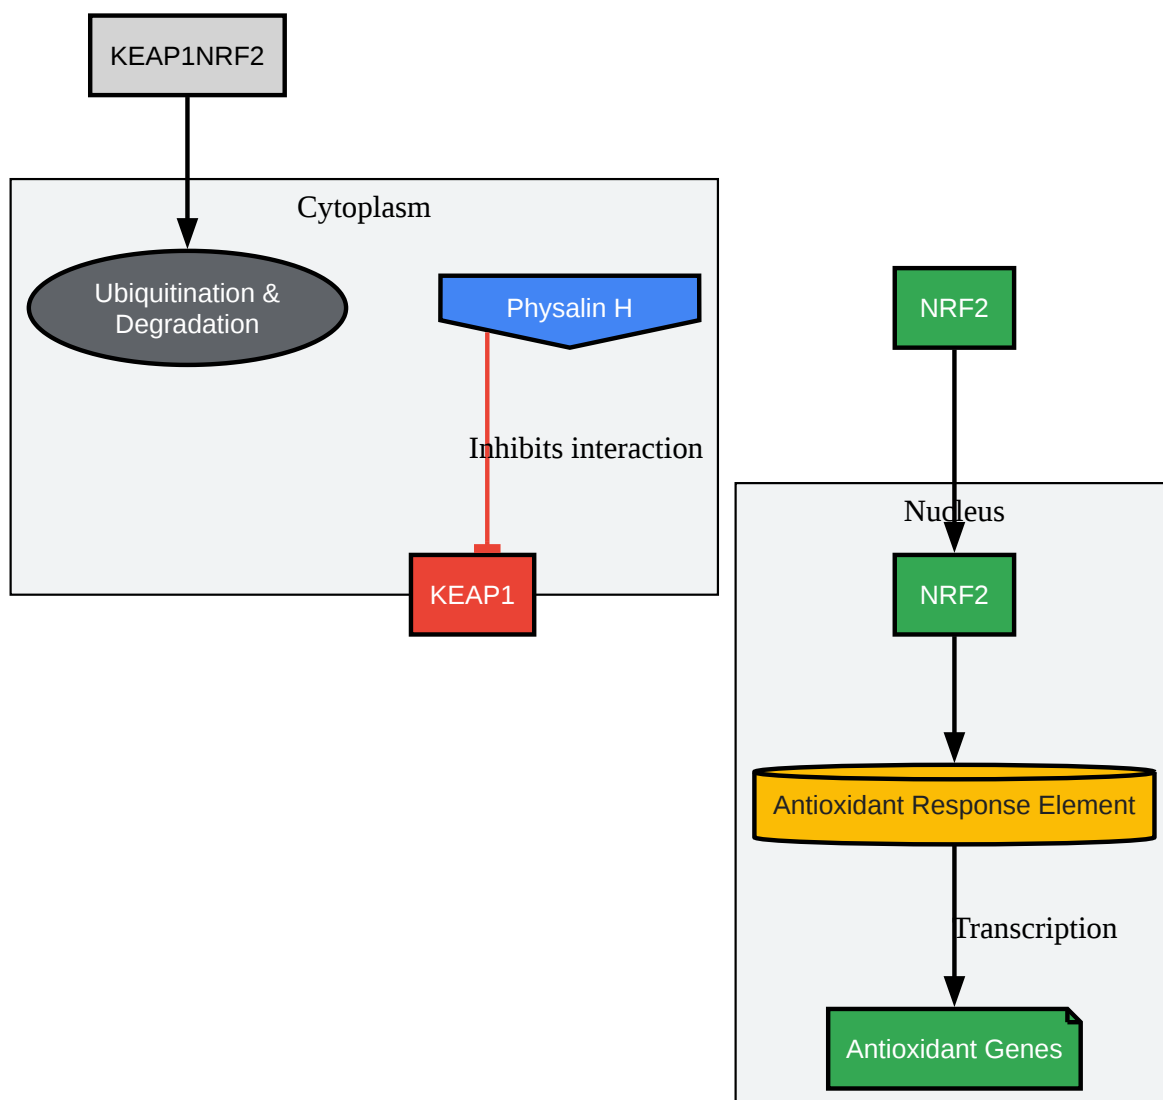 KEAP1NRF2
Cytoplasm
Ubiquitination &
Degradation
Physalin H
Inhibits interaction
KEAP1
NRF2
Nucleus
NRF2
Antioxidant Response Element
Transcription
Antioxidant Genes